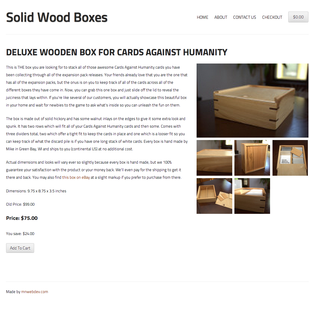 Solid Wood Boxes
HOME ABOUT CONTACT US CHECKOUT $0.00
DELUXE WOODEN BOX FOR CARDS AGAINST HUMANITY
This is THE box you are looking for to stack all of those awesome Cards Against Humanity cards you have
been collecting through all of the expansion pack releases. Your friends already know that you are the one that
has all of the expansion packs, but the onus is on you to keep track of all of the cards across all of the
different boxes they have come in. Now, you can grab this one box and just slide off the lid to reveal the
juiciness that lays within. If you're like several of our customers, you will actually showcase this beautiful box
in your home and wait for newbies to the game to ask what's inside so you can unleash the fun on them.
The box is made out of solid hickory and has some walnut inlays on the edges to give it some extra look and
spunk. It has two rows which will fit all of your Cards Against Humanity cards and then some. Comes with
three dividers total, two which offer a tight fit to keep the cards in place and one which is a looser fit so you
can keep track of what the discard pile is if you have one long stack of white cards. Every box is hand made by
Mike in Green Bay, WI and ships to you (continental US) at no additional cost.
Actual dimensions and looks will vary ever so slightly because every box is hand made, but we 100%
guarantee your satisfaction with the product or your money back. We'll even pay for the shipping to get it
there and back. You may also find this box on eBay at a slight markup if you prefer to purchase from there.
Dimensions: 9.75 x 8.75 x 3.5 inches
Old Price: $99.00
Price: $75.00
You save: $24.00
Add To Cart
Made by